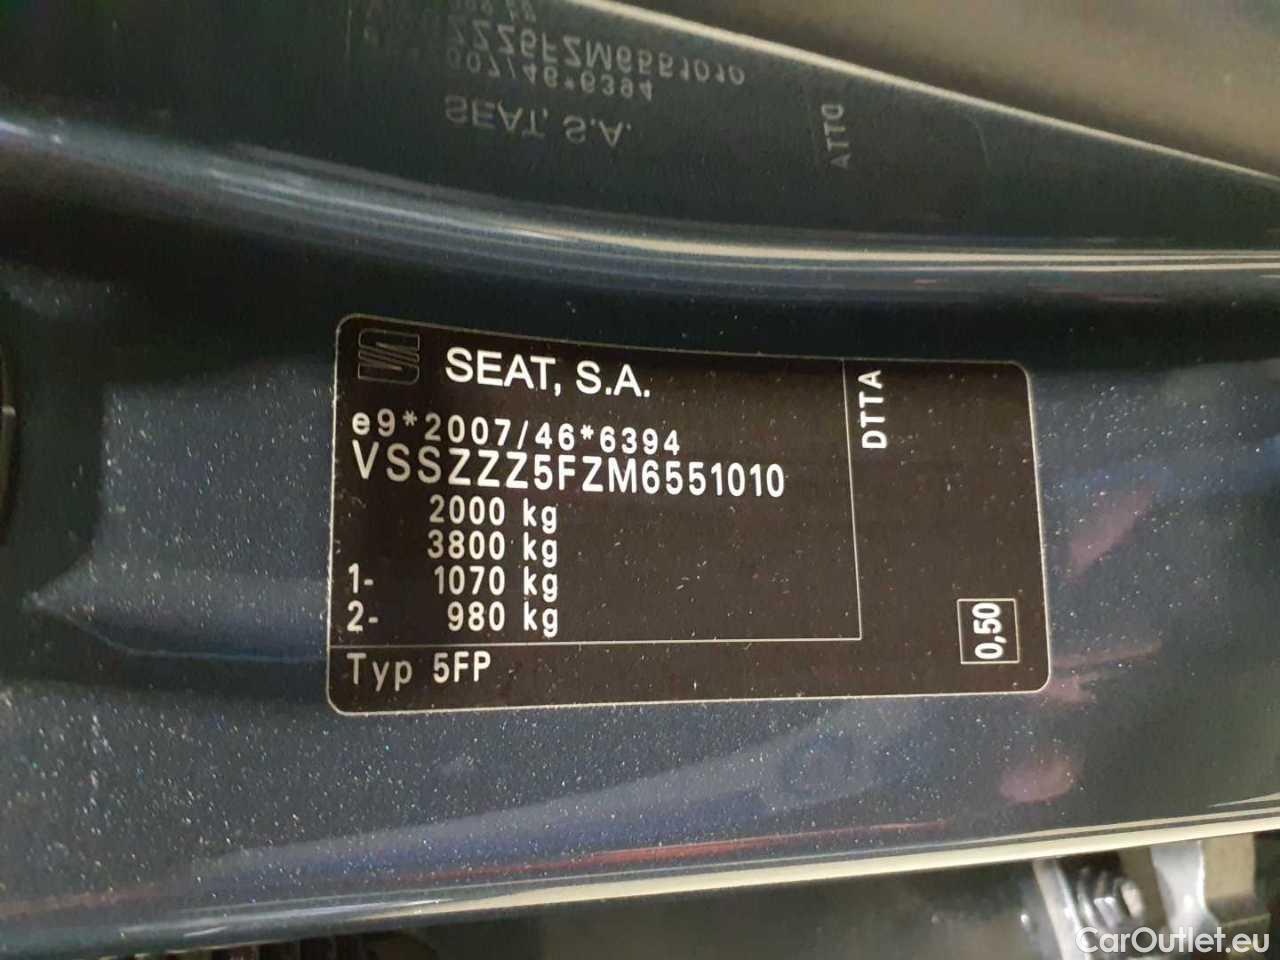 SEAT, S.A.
e9*2007/46*6394
VSSZZZ5FZM6551010
2000 kg
3800 kg
1- 1070 kg
2- 980 kg
Typ 5FP
DTTA
0,50
CarOutlet.eu